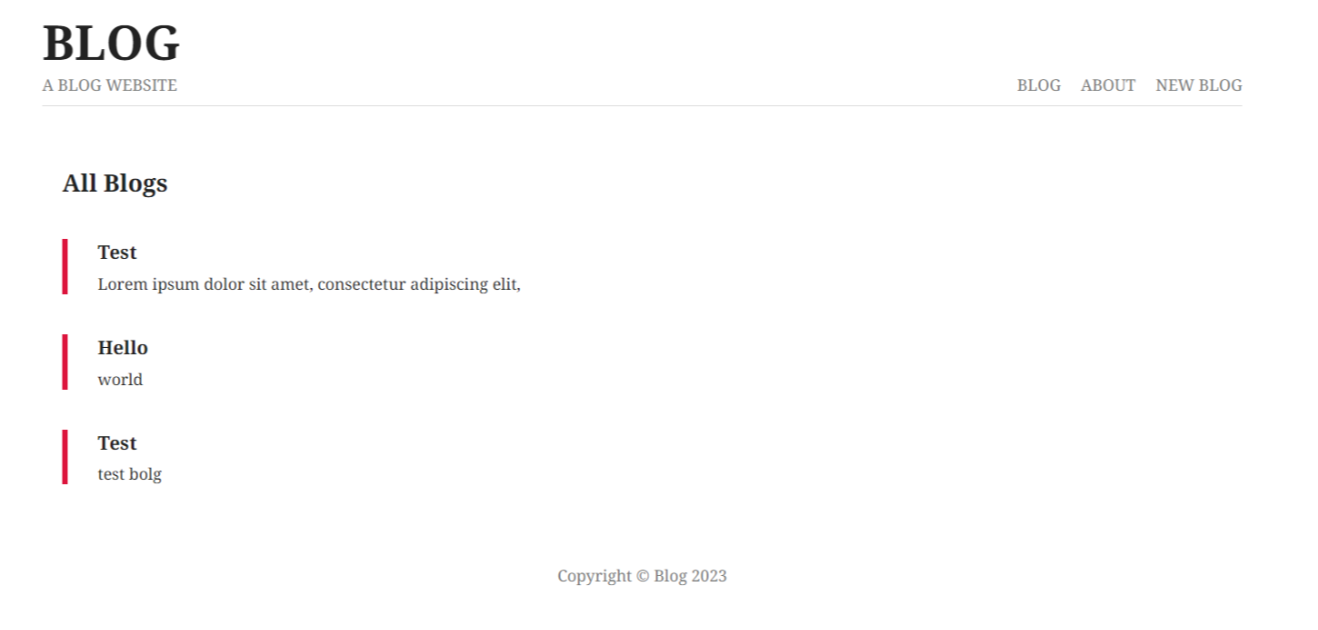 BLOG
A BLOG WEBSITE
BLOG ABOUT NEW BLOG
All Blogs
Test
Lorem ipsum dolor sit amet, consectetur adipiscing elit,
Hello
world
Test
test bolg
Copyright © Blog 2023